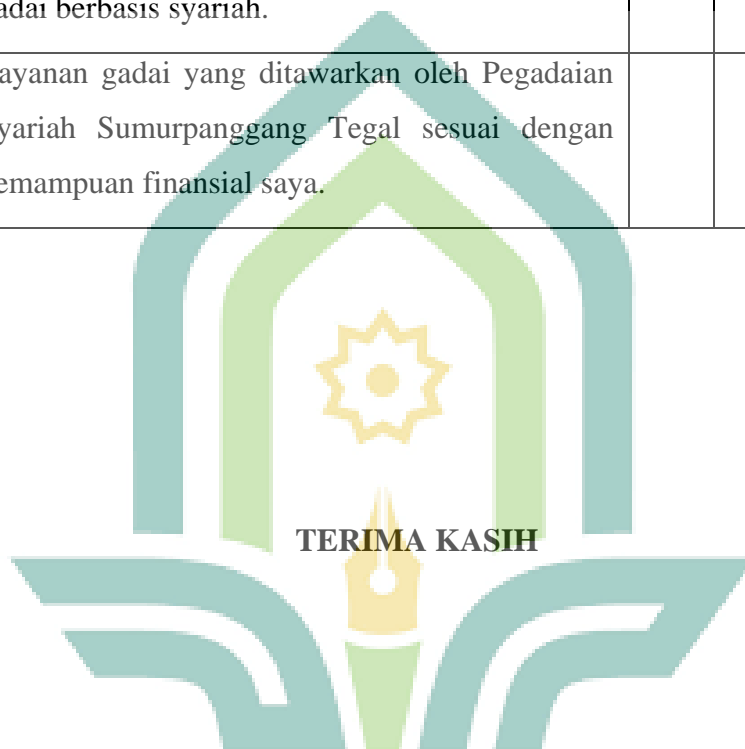 adai berbasis syariah.
ayanan gadai yang ditawarkan oleh Pegadaian
yariah Sumurpanggang Tegal sesuai dengan
emampuan finansial saya.
TERIMA KASIH